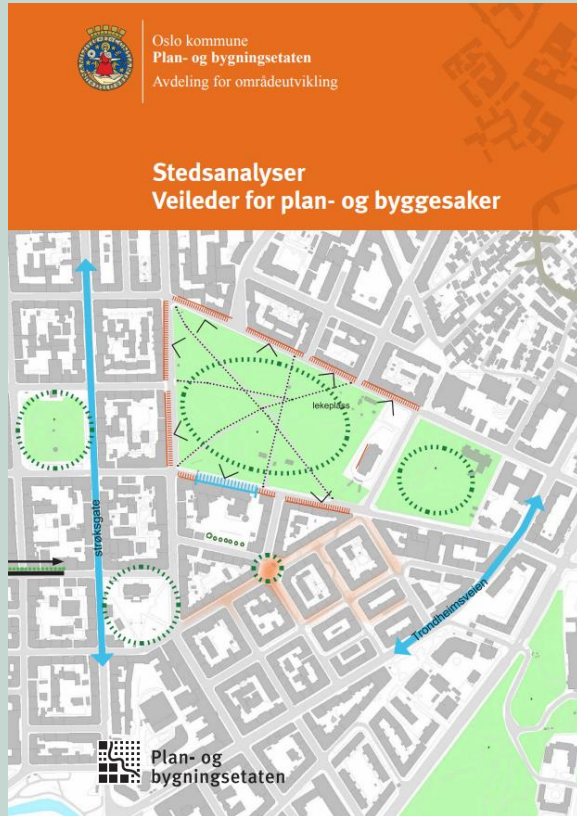 Oslo kommune
Plan- og bygningsetaten
Avdeling for områdeutvikling
Stedsanalyser
Veileder for plan- og byggesaker
lekeplass
strøksgate
Trondheimsveien
Plan- og
bygningsetaten